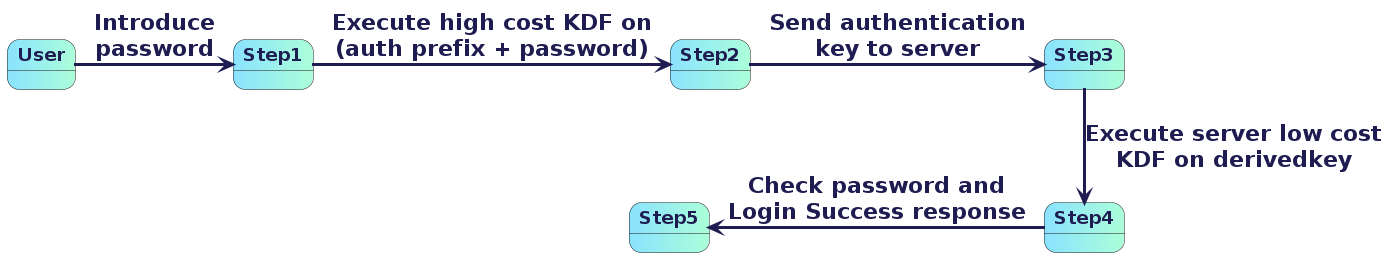 Introduce
password
Execute high cost KDF on
(auth prefix + password)
Send authentication
key to server
User
Step1
Step2
Step3
Execute server low cost
KDF on derivedkey
Check password and
Login Success response
Step5
Step4